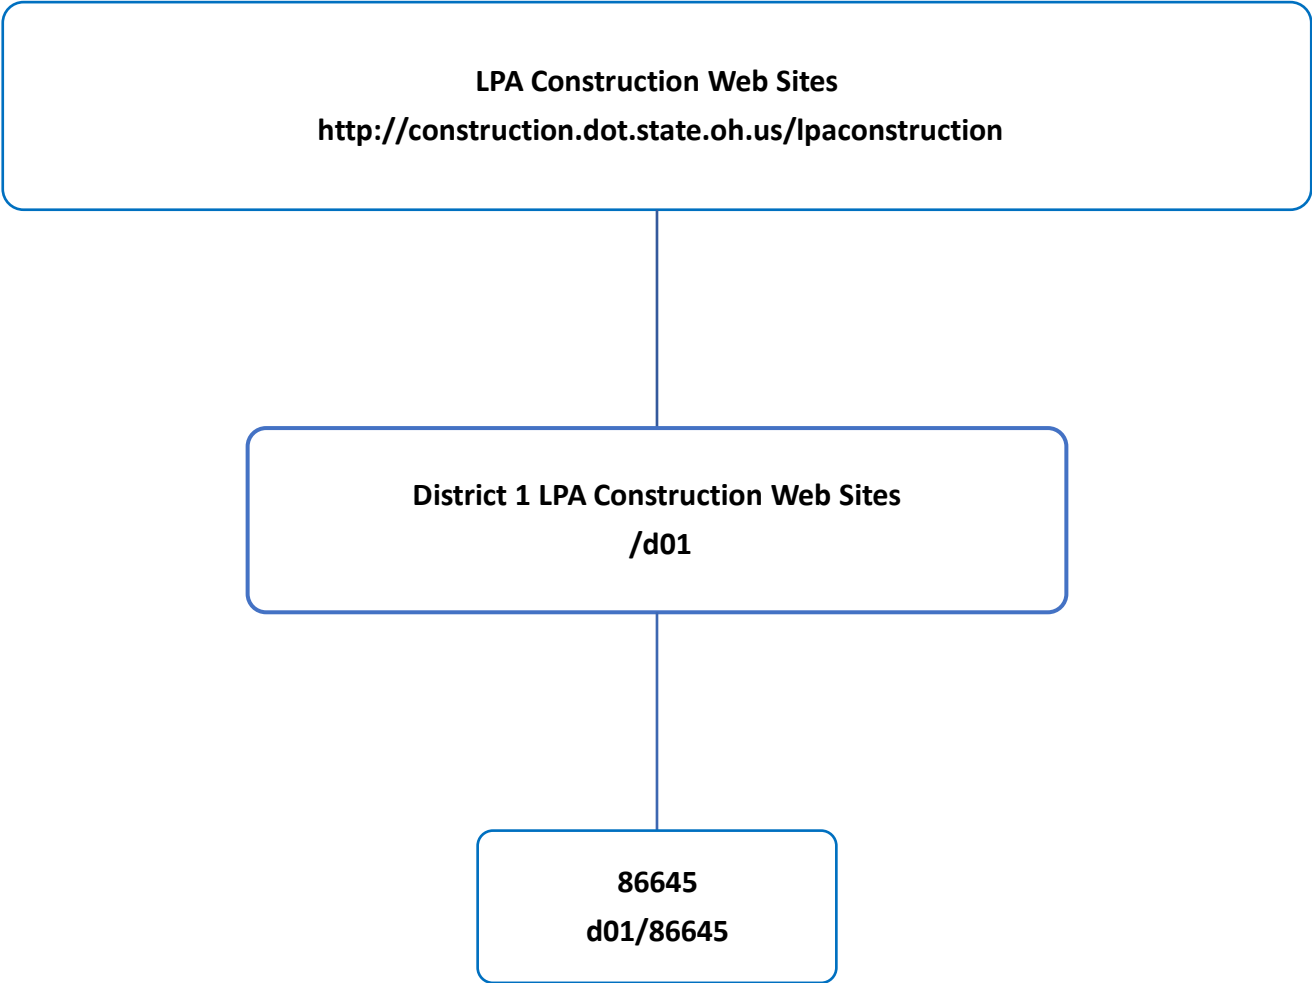 LPA Construction Web Sites
http://construction.dot.state.oh.us/lpaconstruction
District 1 LPA Construction Web Sites
/d01
86645
d01/86645